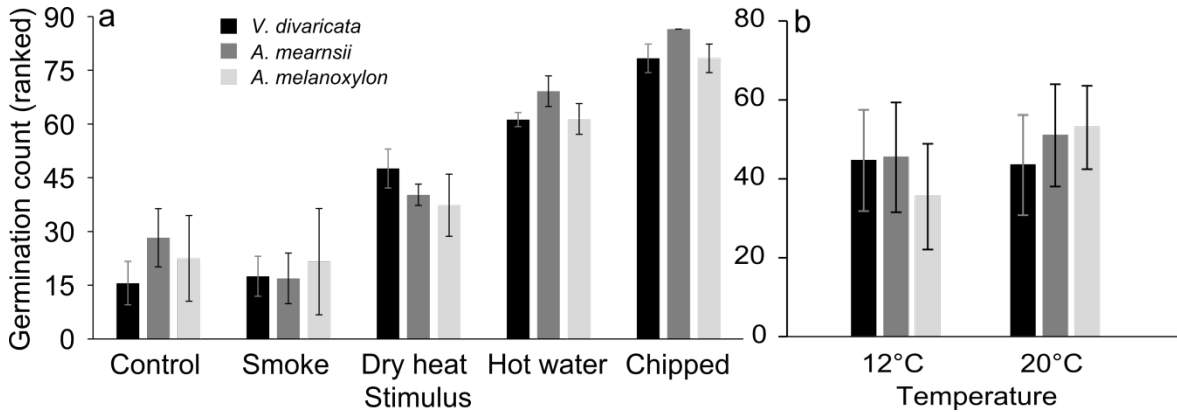 a
V. divaricata
A. mearnsii
A. melanoxylon
Germination count (ranked)
90
75
60
45
30
15
0
Control Smoke Dry heat Hot water Chipped
Stimulus
b
80
60
40
20
0
12°C 20°C
Temperature